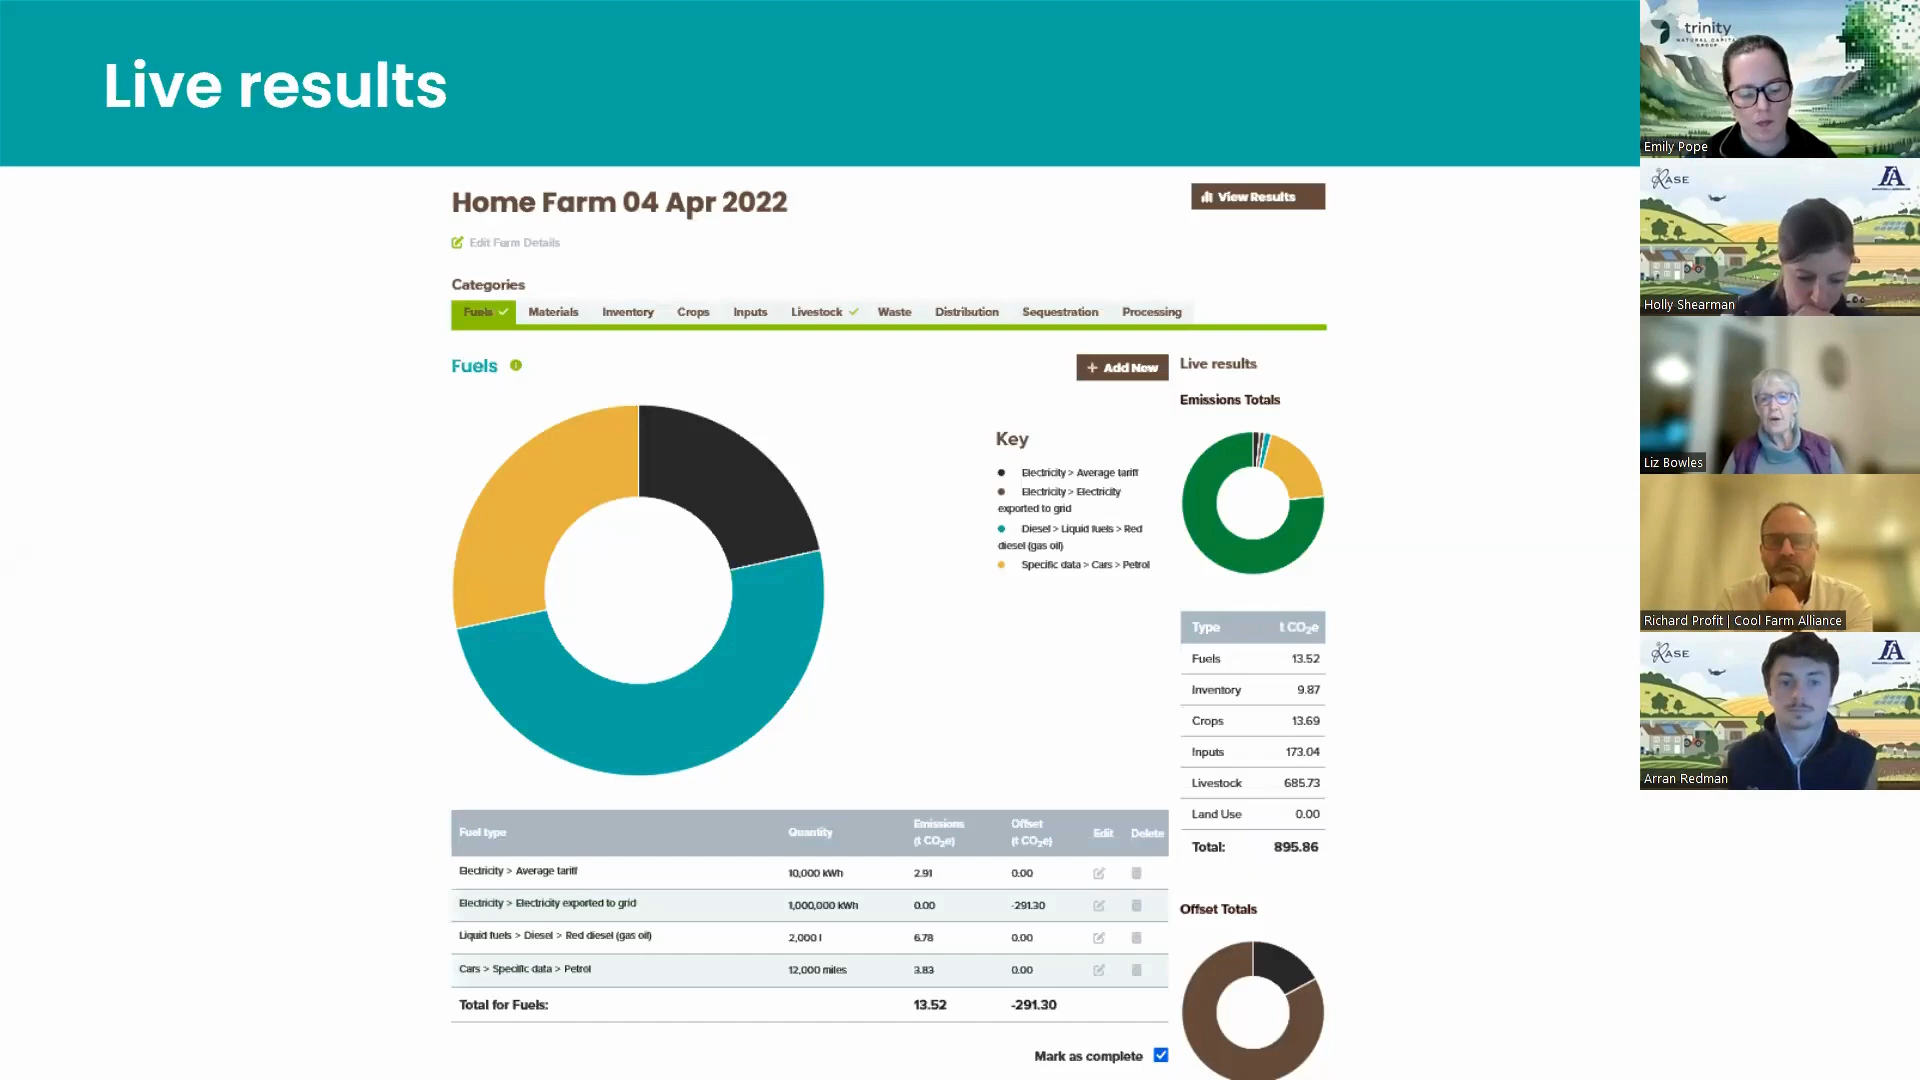 Live results
Home Farm 04 Apr 2022
View Results
Edit Farm Details
Categories
Fuels
Materials
Inventory
Crops
Inputs
Livestock
Waste
Distribution
Sequestration
Processing
Fuels
+ Add New
Key
Electricity > Average tariff
Electricity > Electricity
exported to grid
Diesel > Liquid fuels > Red
diesel (gas oil)
Specific data > Cars > Petrol
Fuel type Quantity Emissions (t CO₂e) Offset (t CO₂e) Edit Delete
Electricity > Average tariff 10,000 kWh 2.91 0.00
Electricity > Electricity exported to grid 1,000,000 kWh 0.00 -291.30
Liquid fuels > Diesel > Red diesel (gas oil) 2,000 l 6.78 0.00
Cars > Specific data > Petrol 12,000 miles 3.83 0.00
Total for Fuels: 13.52 -291.30
Mark as complete
Live results
Emissions Totals
Type t CO₂e
Fuels 13.52
Inventory 9.87
Crops 13.69
Inputs 173.04
Livestock 685.73
Land Use 0.00
Total: 895.86
Offset Totals
trinity
NATURAL CAPITAL
GROUP
Emily Pope
RASE
IA
Holly Shearman
Liz Bowles
Richard Profit | Cool Farm Alliance
RASE
IA
Arran Redman